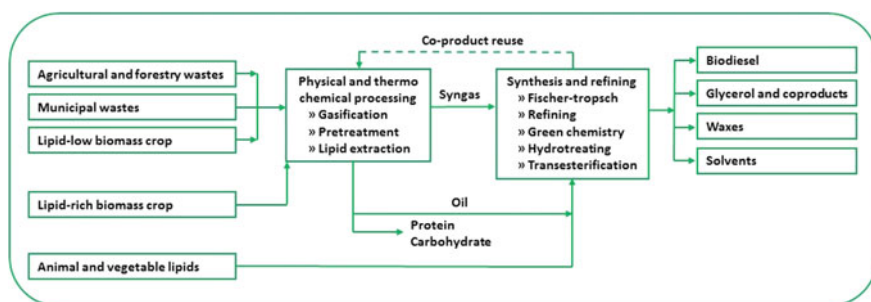 Co-product reuse
Agricultural and forestry wastes
Municipal wastes
Lipid-low biomass crop
Lipid-rich biomass crop
Animal and vegetable lipids
Physical and thermo
chemical processing
» Gasification
» Pretreatment
» Lipid extraction
Syngas
Oil
Protein
Carbohydrate
Synthesis and refining
» Fischer-tropsch
» Refining
» Green chemistry
» Hydrotreating
» Transesterification
Biodiesel
Glycerol and coproducts
Waxes
Solvents